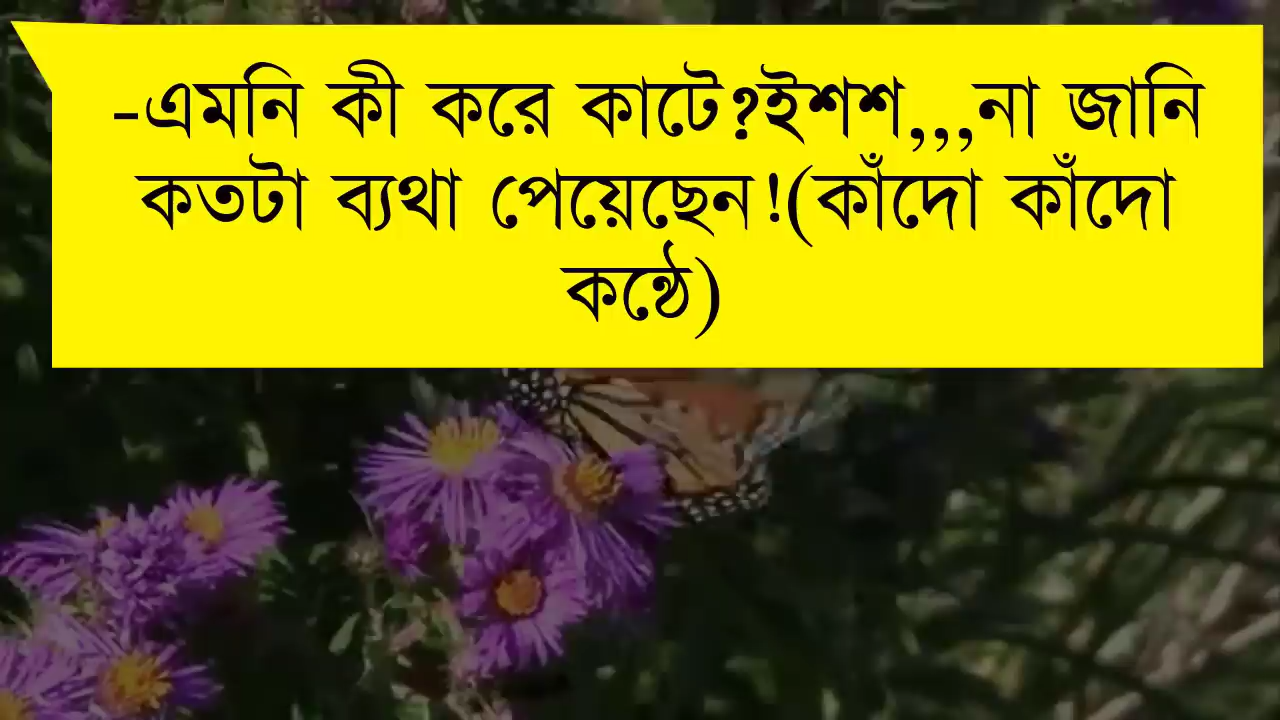 -এমনি কী করে কাটে?ইশশ,,,না জানি
কতটা ব্যথা পেয়েছেন!(কাঁদো কাঁদো
কন্ঠে)